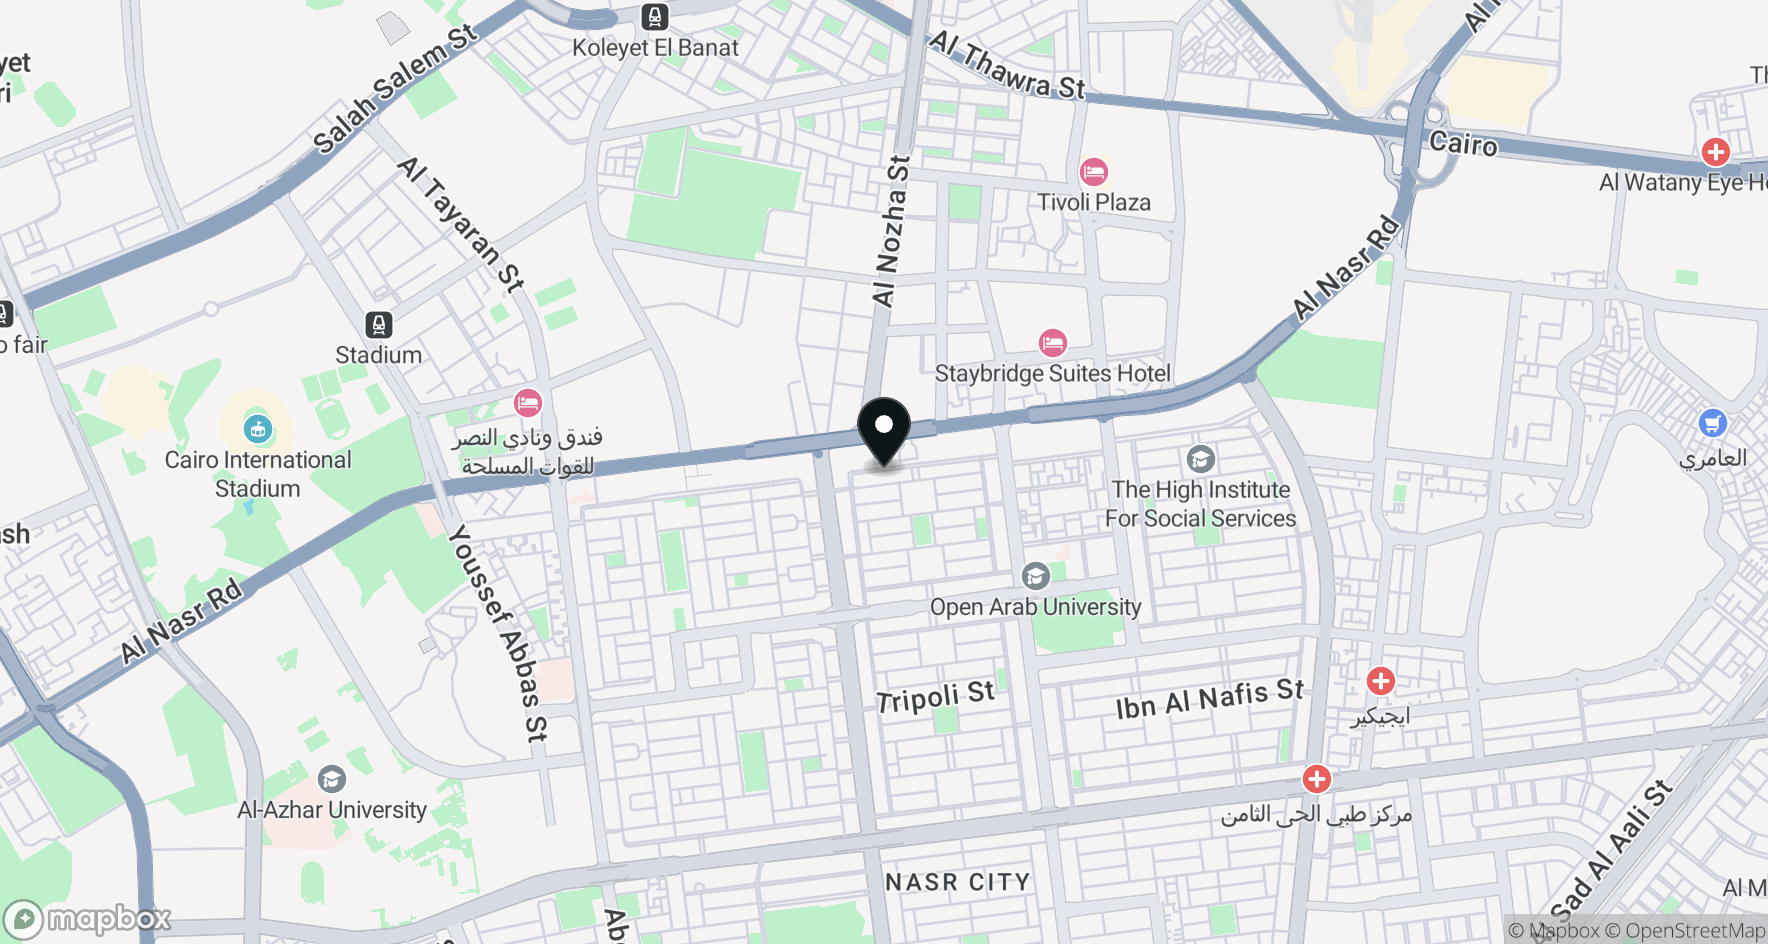 Koleyet El Banat
Salah Salem St
Al Thawra St
Cairo
Al Watany Eye
Al Tayaran St
Al Nozha St
Tivoli Plaza
Al Nasr Rd
Stadium
fair
Staybridge Suites Hotel
فندق ونادي النصر
للقوات المسلحة
Cairo International
Stadium
العامري
The High Institute
For Social Services
Youssef Abbas St
Al Nasr Rd
Open Arab University
Tripoli St
Ibn Al Nafis St
ايجيكير
Al-Azhar University
مركز طبي الحى الثامن
Sad Al Aali St
NASR CITY
mapbox
© Mapbox © OpenStreetMap